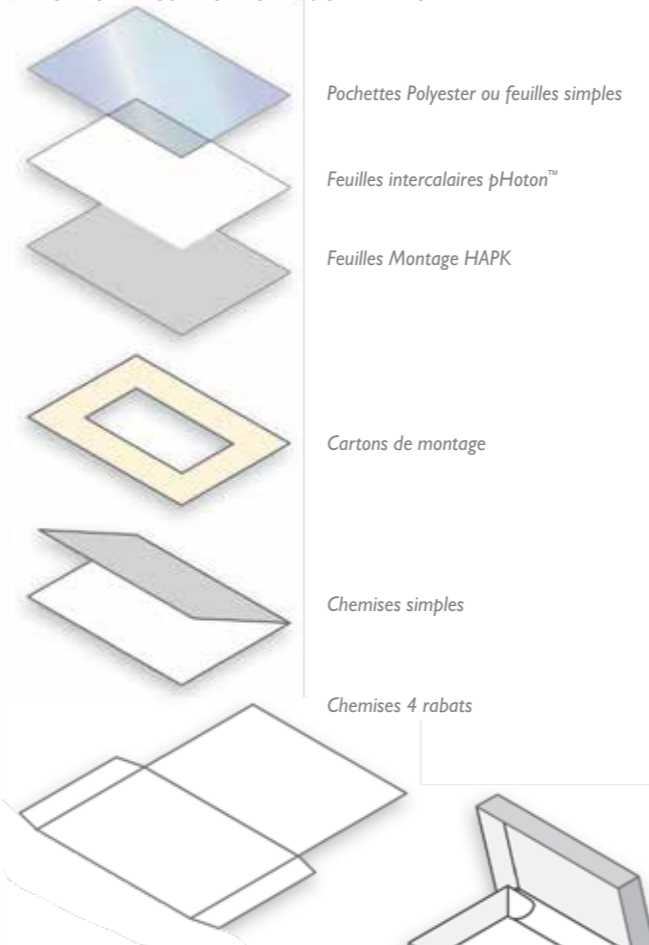 Pochettes Polyester ou feuilles simples
Feuilles intercalaires pHoton™
Feuilles Montage HAPK
Cartons de montage
Chemises simples
Chemises 4 rabats